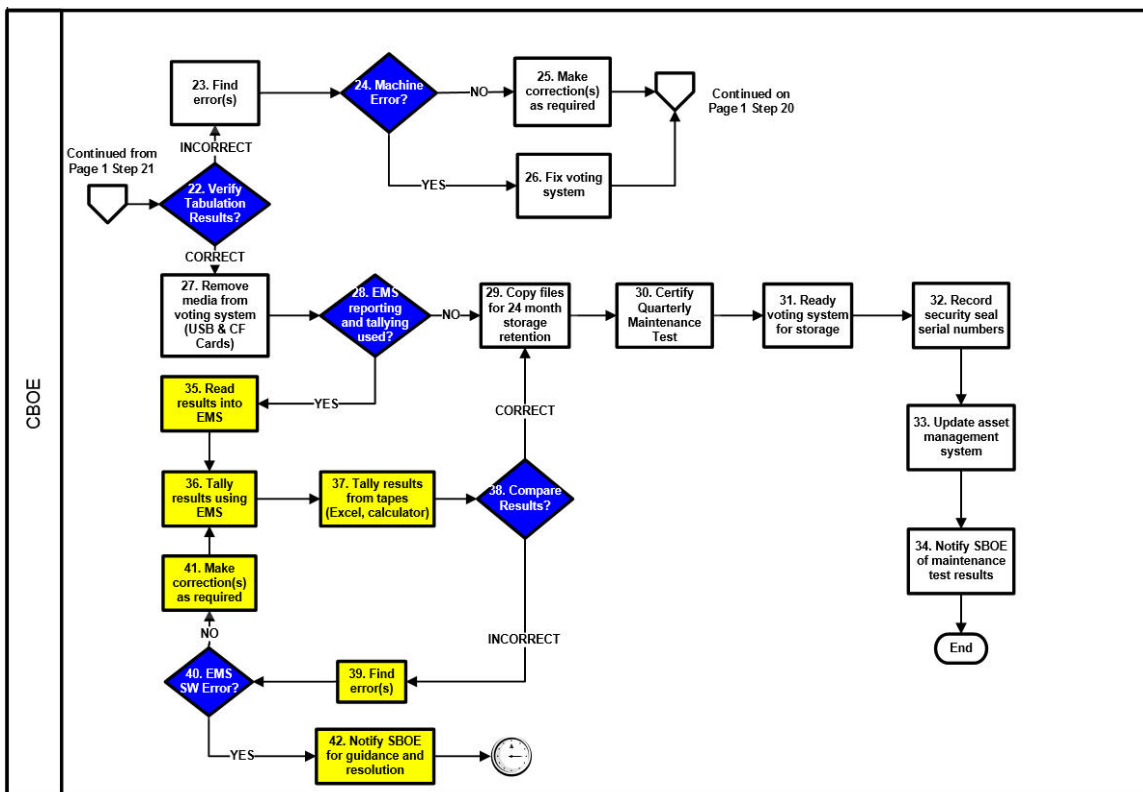 CBOE
23. Find
error(s)
24. Machine
Error?
NO
25. Make
correction(s)
as required
Continued on
Page 1 Step 20
INCORRECT
YES
26. Fix voting
system
Continued from
Page 1 Step 21
22. Verify
Tabulation
Results?
CORRECT
27. Remove
media from
voting system
(USB & CF
Cards)
28. EMS
reporting
and tallying
used?
NO
29. Copy files
for 24 month
storage
retention
30. Certify
Quarterly
Maintenance
Test
31. Ready
voting system
for storage
32. Record
security seal
serial numbers
YES
35. Read
results into
EMS
CORRECT
33. Update asset
management
system
36. Tally
results using
EMS
37. Tally results
from tapes
(Excel, calculator)
38. Compare
Results?
34. Notify SBOE
of maintenance
test results
41. Make
correction(s)
as required
NO
INCORRECT
End
40. EMS
SW Error?
39. Find
error(s)
YES
42. Notify SBOE
for guidance and
resolution